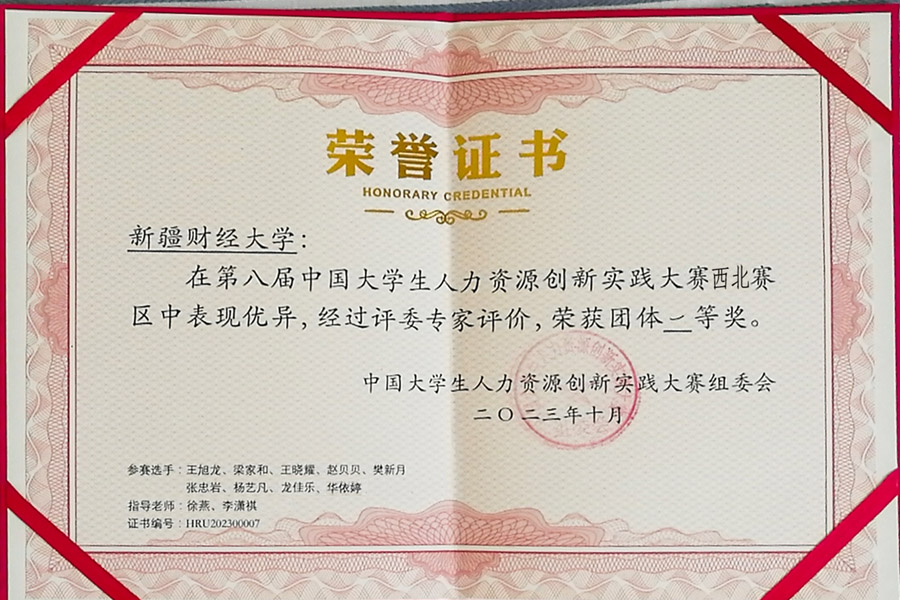 荣誉证书
HONORARY CREDENTIAL
新疆财经大学：
在第八届中国大学生人力资源创新实践大赛西北赛
区中表现优异，经过评委专家评价，荣获团体一等奖。
中国大学生人力资源创新实践大赛组委会
二〇二三年十月
参赛选手：王旭龙、梁家和、王晓耀、赵贝贝、樊新月
张忠岩、杨艺凡、龙佳乐、华依婷
指导老师：徐燕、李潇祺
证书编号：HRU202300007